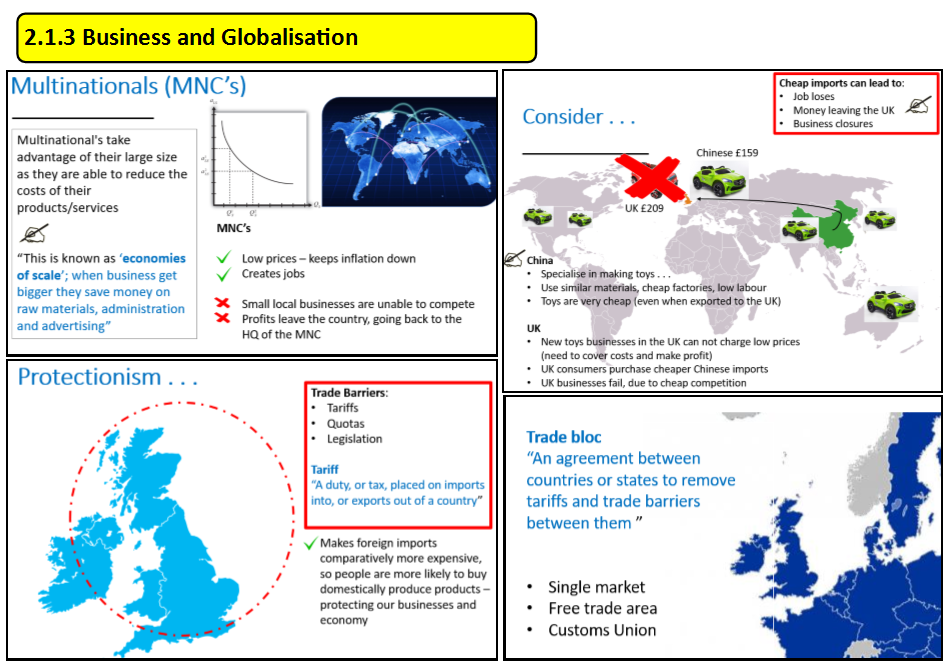 2.1.3 Business and Globalisation
Multinationals (MNC's)
Multinational's take
advantage of their large size
as they are able to reduce the
costs of their
products/services
"This is known as 'economies
of scale'; when business get
bigger they save money on
raw materials, administration
and advertising"
MNC's
Low prices – keeps inflation down
Creates jobs
Small local businesses are unable to compete
Profits leave the country, going back to the
HQ of the MNC
Consider . . .
Cheap imports can lead to:
• Job loses
• Money leaving the UK
• Business closures
Chinese £159
UK £209
China
• Specialise in making toys . . .
• Use similar materials, cheap factories, low labour
• Toys are very cheap (even when exported to the UK)
UK
• New toys businesses in the UK can not charge low prices
(need to cover costs and make profit)
• UK consumers purchase cheaper Chinese imports
• UK businesses fail, due to cheap competition
Protectionism . . .
Trade Barriers:
• Tariffs
• Quotas
• Legislation
Tariff
"A duty, or tax, placed on imports
into, or exports out of a country"
Makes foreign imports
comparatively more expensive,
so people are more likely to buy
domestically produce products –
protecting our businesses and
economy
Trade bloc
"An agreement between
countries or states to remove
tariffs and trade barriers
between them "
• Single market
• Free trade area
• Customs Union